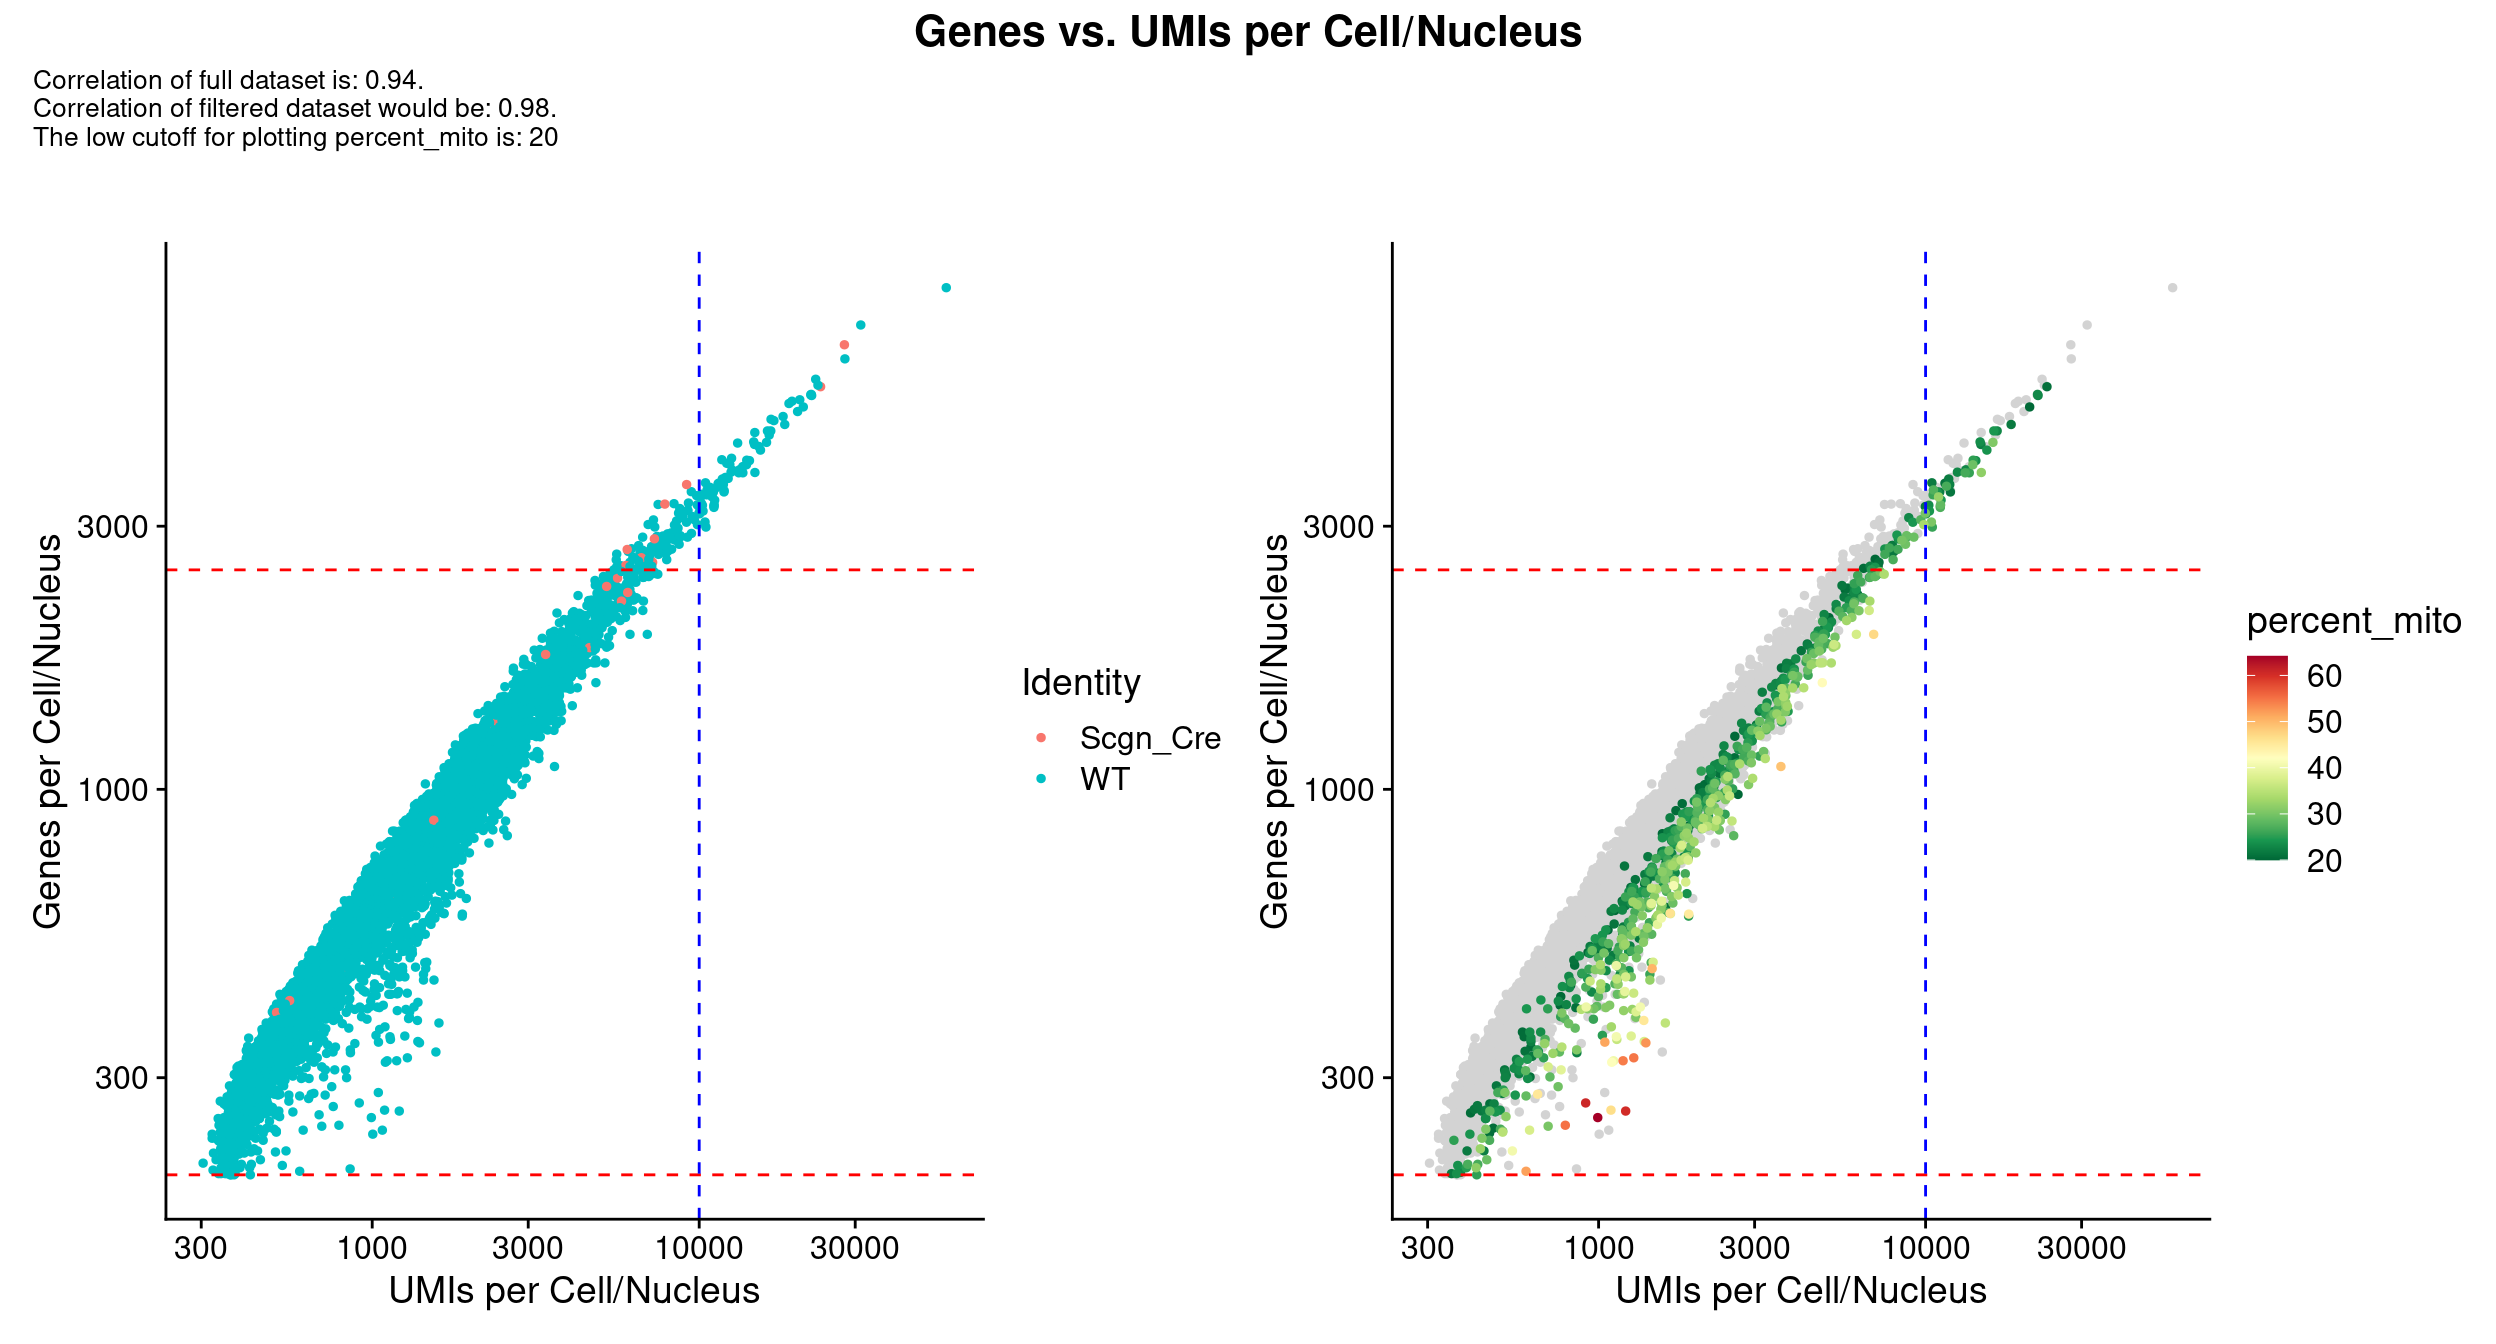 Genes vs. UMIs per Cell/Nucleus
Correlation of full dataset is: 0.94.
Correlation of filtered dataset would be: 0.98.
The low cutoff for plotting percent_mito is: 20
Genes per Cell/Nucleus
3000
1000
300
300
1000
3000
10000
30000
UMIs per Cell/Nucleus
Identity
Scgn_Cre
WT
Genes per Cell/Nucleus
3000
1000
300
300
1000
3000
10000
30000
UMIs per Cell/Nucleus
percent_mito
60
50
40
30
20